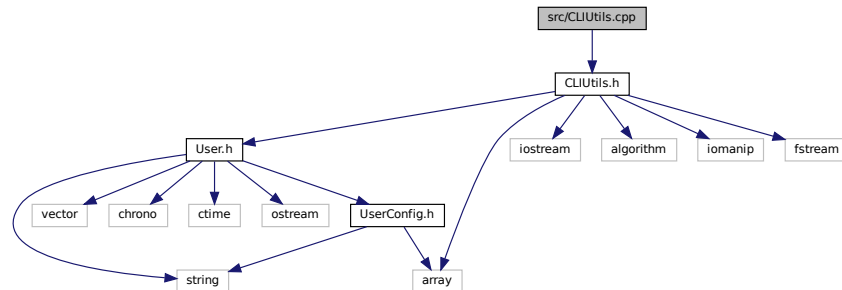 src/CLIUtils.cpp
CLIUtils.h
User.h
iostream
algorithm
iomanip
fstream
vector
chrono
ctime
ostream
UserConfig.h
string
array